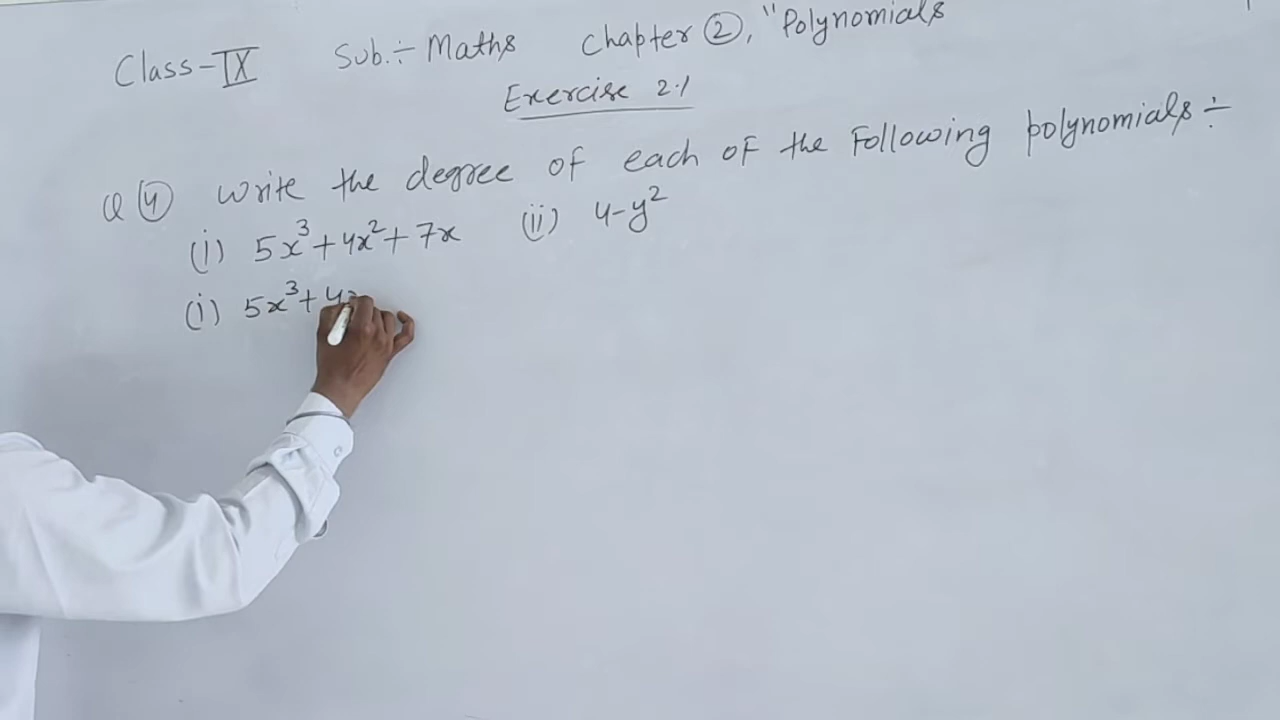 Class-IX Sub.÷ Maths Chapter ②, "Polynomials
Exercise 2.1
Q ④ Write the degree of each of the following polynomials ÷
(i) 5x³+4x²+7x (ii) 4-y²
(i) 5x³+4x